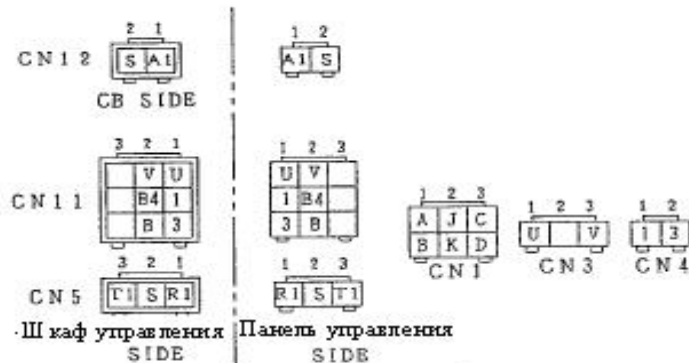 2 1
CN12 S A1
CB SIDE
1 2
A1 S
3 2 1
V U
CN11 B4 1
B 3
1 2 3
U V
1 B4
3 B
1 2 3
A J C
B K D
CN1
1 2 3
U V
CN3
1 2
1 3
CN4
3 2 1
CN5 T1 S R1
1 2 3
R1 S T1
Шкаф управления
SIDE
Панель управления
SIDE